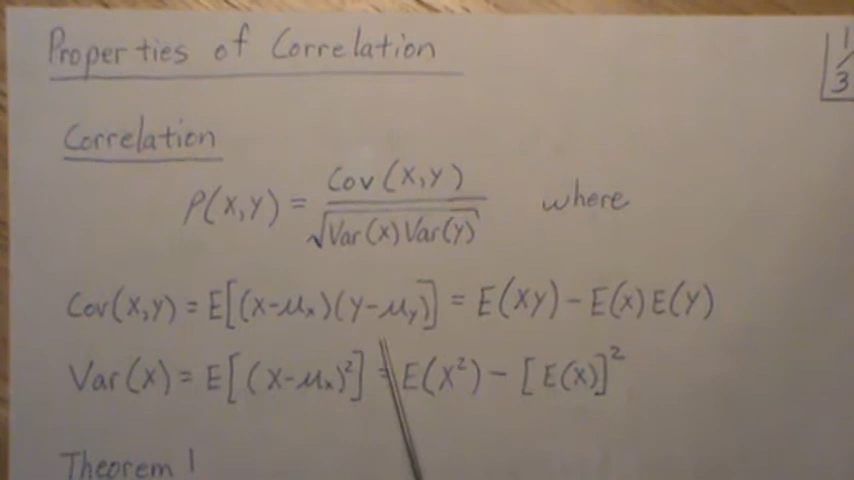 Properties of Correlation
1/3
Correlation
ρ(X,Y) = Cov(X,Y) / √Var(X)Var(Y) where
Cov(X,Y) = E[(X-μₓ)(Y-μᵧ)] = E(XY) - E(X)E(Y)
Var(X) = E[(X-μₓ)²] = E(X²) - [E(X)]²
Theorem 1